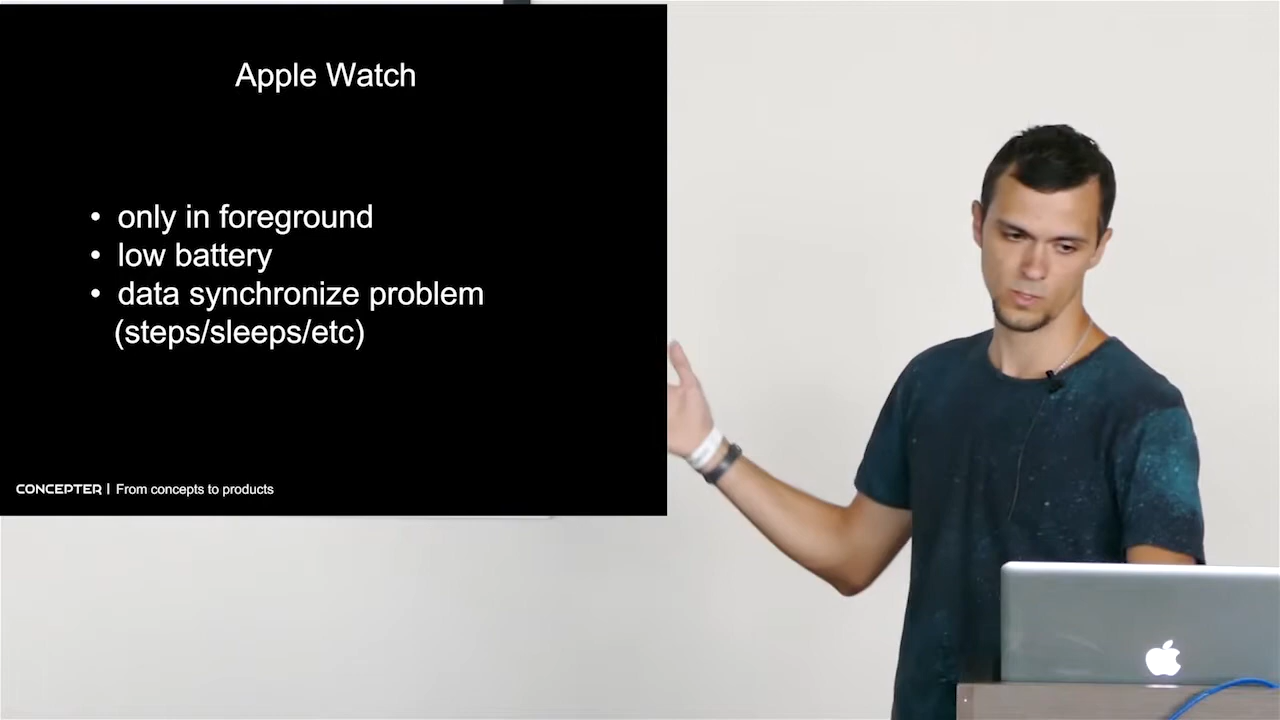 Apple Watch
• only in foreground
• low battery
• data synchronize problem
(steps/sleeps/etc)
CONCEPTER | From concepts to products